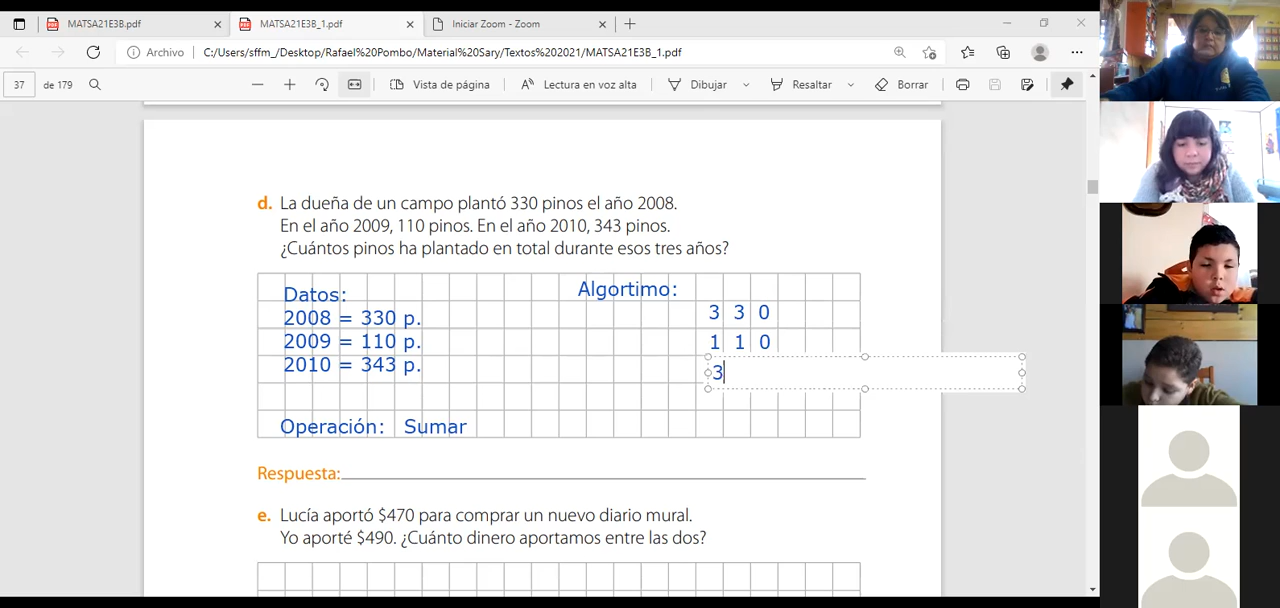 MATSA21E3B.pdf
MATSA21E3B_1.pdf
Iniciar Zoom - Zoom
Archivo
C:/Users/sffm_/Desktop/Rafael%20Pombo/Material%20Sary/Textos%202021/MATSA21E3B_1.pdf
37 de 179
Vista de página
Lectura en voz alta
Dibujar
Resaltar
Borrar
d. La dueña de un campo plantó 330 pinos el año 2008.
En el año 2009, 110 pinos. En el año 2010, 343 pinos.
¿Cuántos pinos ha plantado en total durante esos tres años?
Datos:
2008 = 330 p.
2009 = 110 p.
2010 = 343 p.
Operación: Sumar
Algortimo:
3 3 0
1 1 0
3
Respuesta:
e. Lucía aportó $470 para comprar un nuevo diario mural.
Yo aporté $490. ¿Cuánto dinero aportamos entre las dos?